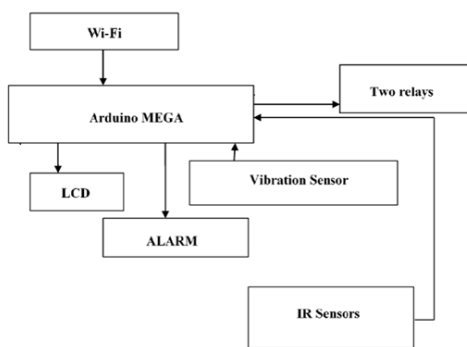 Wi-Fi
Two relays
Arduino MEGA
Vibration Sensor
LCD
ALARM
IR Sensors